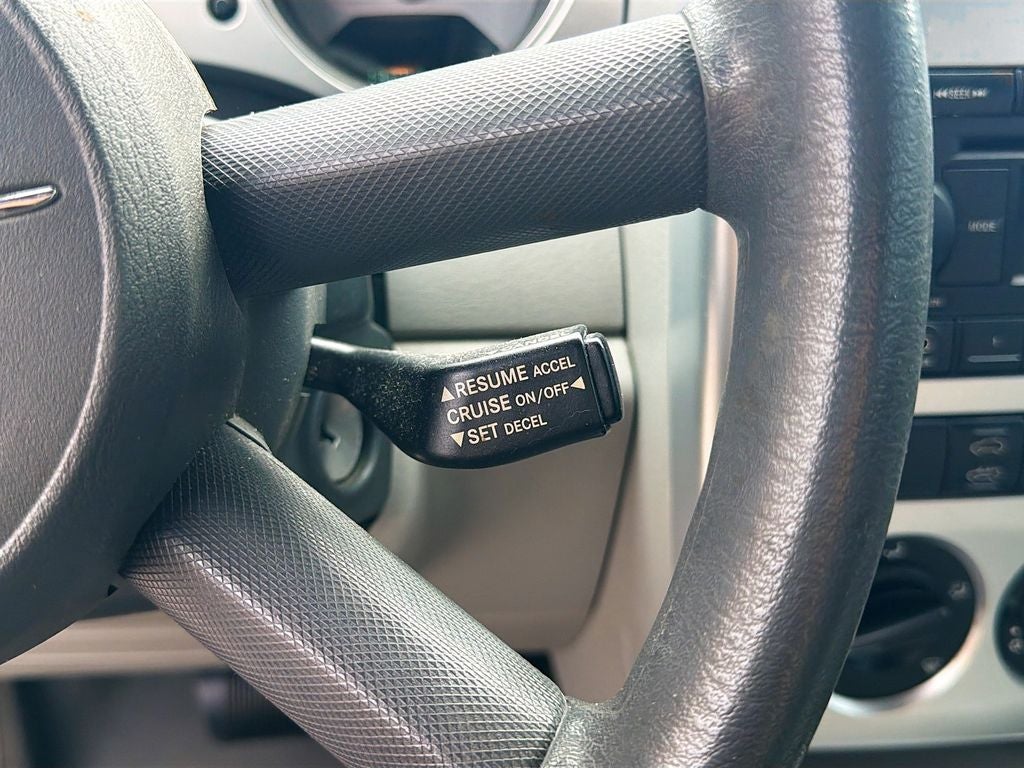 ◀◀SEEK▶▶
MODE
▲RESUME ACCEL
CRUISE ON/OFF◀
▼SET DECEL